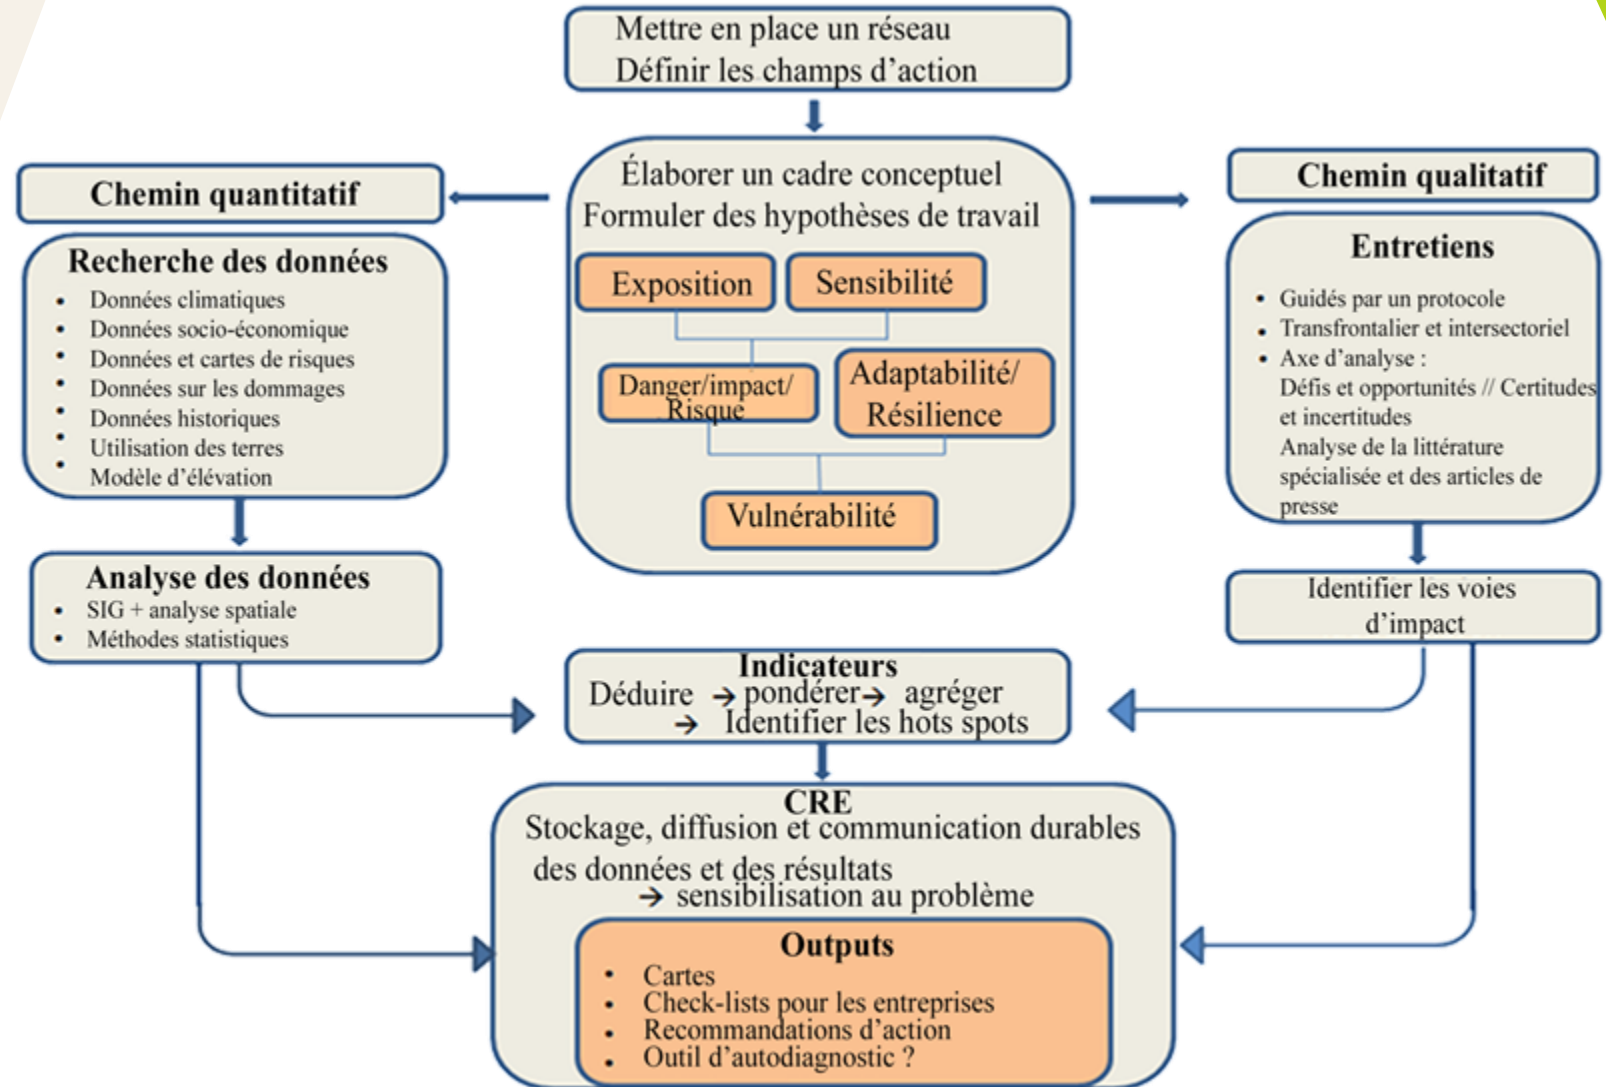 Mettre en place un réseau
Définir les champs d’action
Élaborer un cadre conceptuel
Formuler des hypothèses de travail
Exposition
Sensibilité
Danger/impact/
Risque
Adaptabilité/
Résilience
Vulnérabilité
Chemin quantitatif
Recherche des données
• Données climatiques
• Données socio-économique
• Données et cartes de risques
• Données sur les dommages
• Données historiques
• Utilisation des terres
• Modèle d’élévation
Analyse des données
• SIG + analyse spatiale
• Méthodes statistiques
Chemin qualitatif
Entretiens
• Guidés par un protocole
• Transfrontalier et intersectoriel
• Axe d’analyse :
Défis et opportunités // Certitudes
et incertitudes
Analyse de la littérature
spécialisée et des articles de
presse
Identifier les voies
d’impact
Indicateurs
Déduire → pondérer → agréger
→ Identifier les hots spots
CRE
Stockage, diffusion et communication durables
des données et des résultats
→ sensibilisation au problème
Outputs
• Cartes
• Check-lists pour les entreprises
• Recommandations d’action
• Outil d’autodiagnostic ?